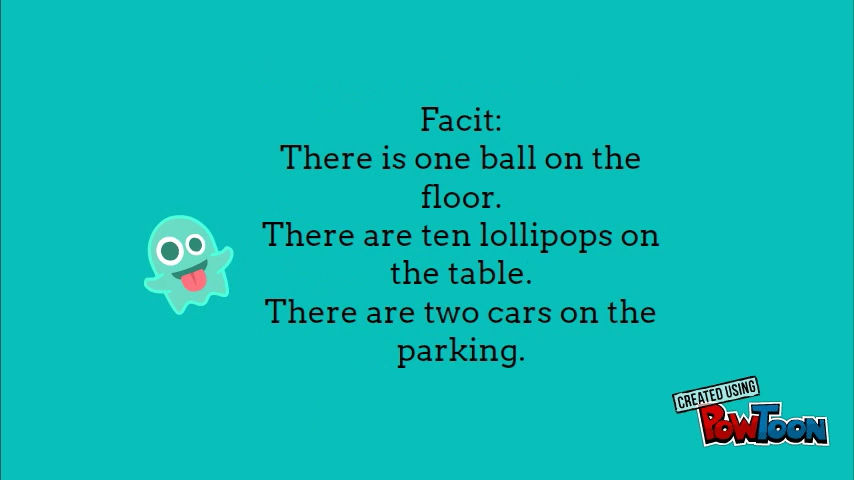 Facit:
There is one ball on the
floor.
There are ten lollipops on
the table.
There are two cars on the
parking.
CREATED USING
POWTOON